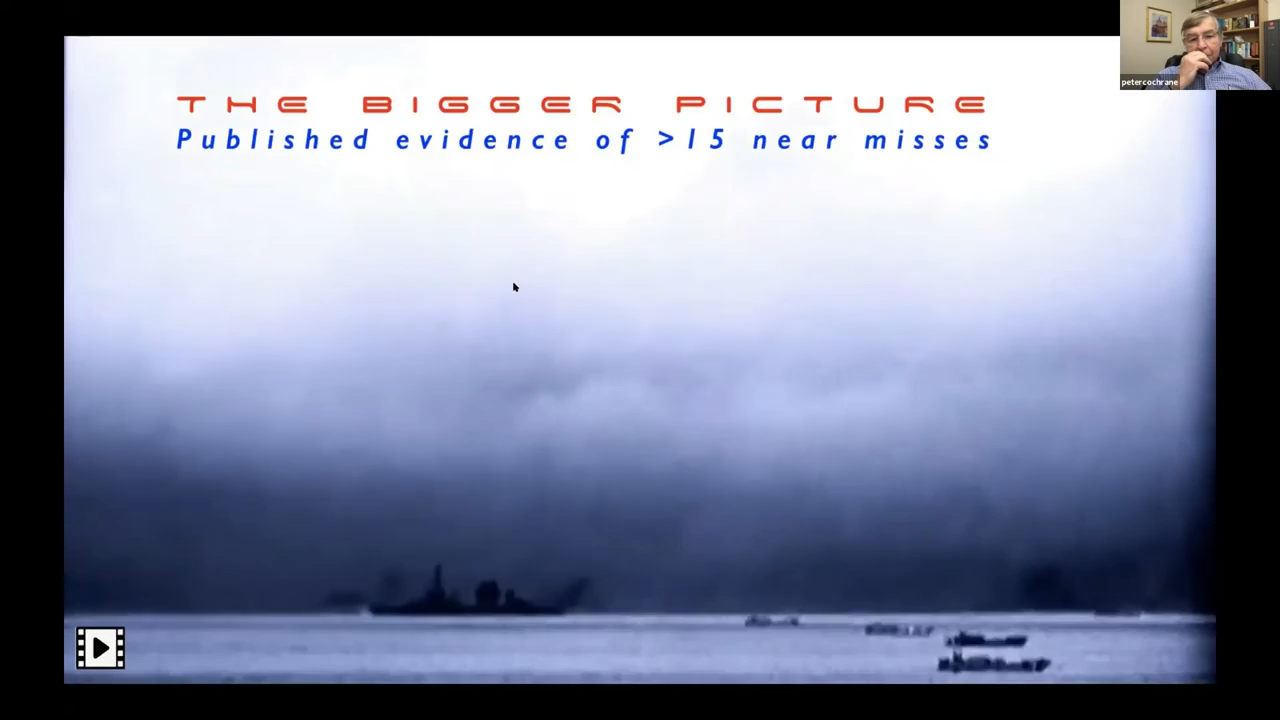 THE BIGGER PICTURE
Published evidence of >15 near misses
petercochrane